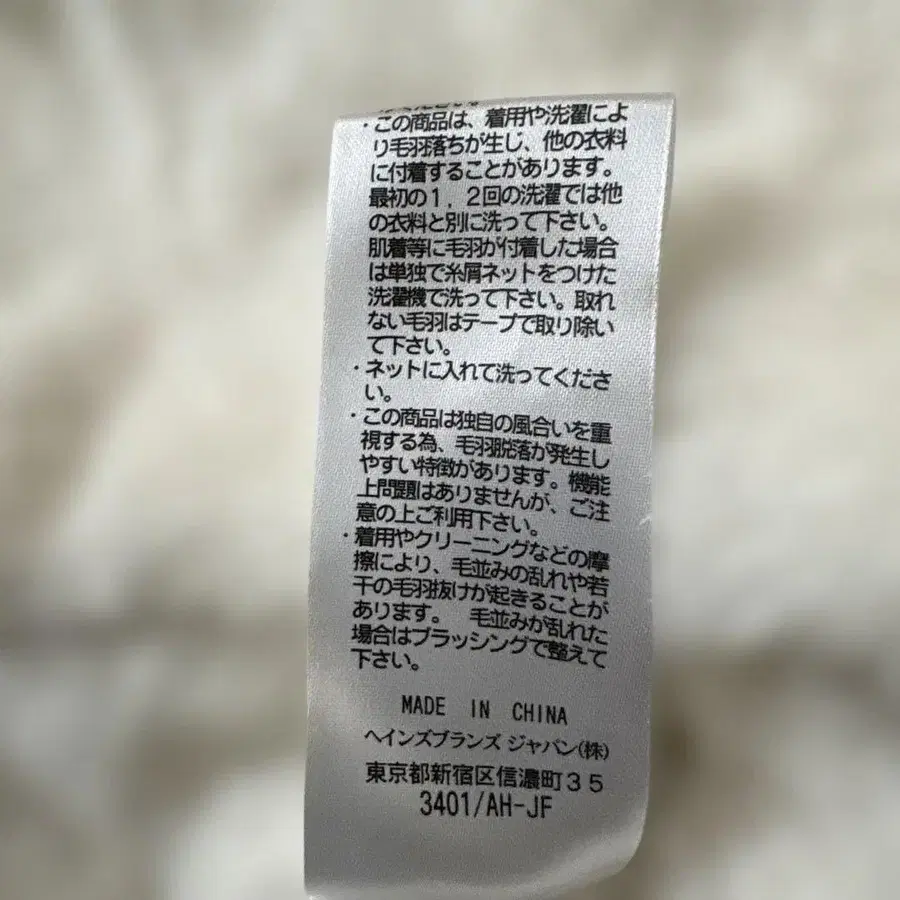 ・この商品は、着用や洗濯によ
り毛羽落ちが生じ、他の衣料
に付着することがあります。
最初の1，2回の洗濯では他
の衣料と別に洗って下さい。
肌着等に毛羽が付着した場合
は単独で糸屑ネットをつけた
洗濯機で洗って下さい。取れ
ない毛羽はテープで取り除い
て下さい。
・ネットに入れて洗ってくださ
い。
・この商品は独自の風合いを重
視する為、毛羽脱落が発生し
やすい特徴があります。機能
上問題はありませんが、ご注
意の上ご利用下さい。
・着用やクリーニングなどの摩
擦により、毛並みの乱れや若
干の毛羽抜けが起きることが
あります。 毛並みが乱れた
場合はブラッシングで整えて
下さい。
MADE IN CHINA
ヘインズブランズ ジャパン(株)
東京都新宿区信濃町35
3401/AH-JF